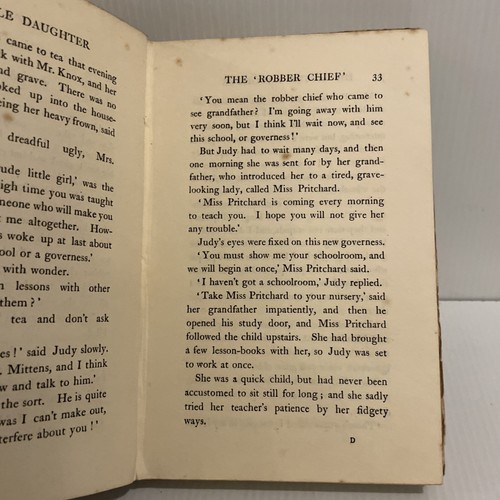 LE DAUGHTER
came to tea that evening
k with Mr. Knox, and her
nd grave. There was no
oked up into the house-
eing her heavy frown, said
dreadful ugly, Mrs.
ude little girl,' was the
igh time you was taught
meone who will make you
t me altogether. How-
s woke up at last about
ool or a governess.'
with wonder.
n lessons with other
them?'
tea and don't ask
es!' said Judy slowly.
. Mittens, and I think
w and talk to him.'
the sort. He is quite
was I can't make out,
terfere about you!'
THE 'ROBBER CHIEF' 33
'You mean the robber chief who came to
see grandfather? I'm going away with him
very soon, but I think I'll wait now, and see
this school, or governess!'
But Judy had to wait many days, and then
one morning she was sent for by her grand-
father, who introduced her to a tired, grave-
looking lady, called Miss Pritchard.
'Miss Pritchard is coming every morning
to teach you. I hope you will not give her
any trouble.'
Judy's eyes were fixed on this new governess.
'You must show me your schoolroom, and
we will begin at once,' Miss Pritchard said.
'I haven't got a schoolroom,' Judy replied.
'Take Miss Pritchard to your nursery,' said
her grandfather impatiently, and then he
opened his study door, and Miss Pritchard
followed the child upstairs. She had brought
a few lesson-books with her, so Judy was set
to work at once.
She was a quick child, but had never been
accustomed to sit still for long; and she sadly
tried her teacher's patience by her fidgety
ways.
D